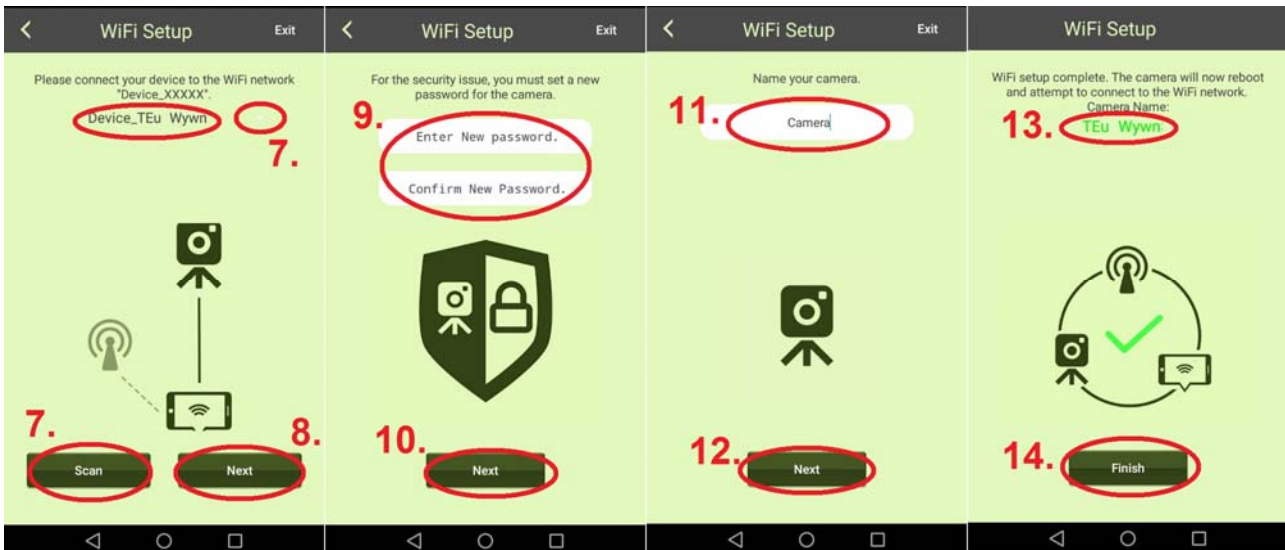 WiFi Setup Exit
Please connect your device to the WiFi network
"Device_XXXXX".
Device_TEu Wywn
7.
7.
8.
Scan Next
WiFi Setup Exit
For the security issue, you must set a new
password for the camera.
9.
Enter New password.
Confirm New Password.
10.
Next
WiFi Setup Exit
Name your camera.
11.
Camera
12.
Next
WiFi Setup
WiFi setup complete. The camera will now reboot
and attempt to connect to the WiFi network.
Camera Name:
13.
TEu Wywn
14.
Finish